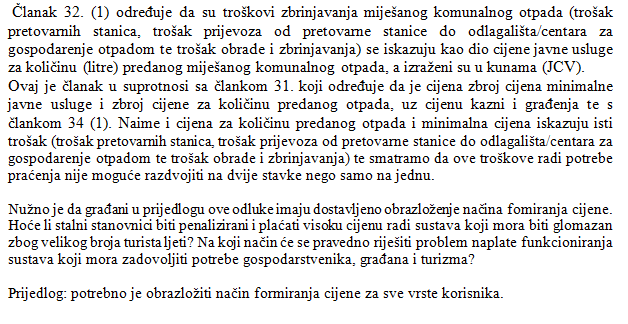 Članak 32. (1) određuje da su troškovi zbrinjavanja miješanog komunalnog otpada (trošak
pretovarnih stanica, trošak prijevoza od pretovarne stanice do odlagališta/centara za
gospodarenje otpadom te trošak obrade i zbrinjavanja) se iskazuju kao dio cijene javne usluge
za količinu (litre) predanog miješanog komunalnog otpada, a izraženi su u kunama (JCV).
Ovaj je članak u suprotnosti sa člankom 31. koji određuje da je cijena zbroj cijena minimalne
javne usluge i zbroj cijene za količinu predanog otpada, uz cijenu kazni i građenja te s
člankom 34 (1). Naime i cijena za količinu predanog otpada i minimalna cijena iskazuju isti
trošak (trošak pretovarnih stanica, trošak prijevoza od pretovarne stanice do odlagališta/centara za
gospodarenje otpadom te trošak obrade i zbrinjavanja) te smatramo da ove troškove radi potrebe
praćenja nije moguće razdvojiti na dvije stavke nego samo na jednu.
Nužno je da građani u prijedlogu ove odluke imaju dostavljeno obrazloženje načina fomiranja cijene.
Hoće li stalni stanovnici biti penalizirani i plaćati visoku cijenu radi sustava koji mora biti glomazan
zbog velikog broja turista ljeti? Na koji način će se pravedno riješiti problem naplate funkcioniranja
sustava koji mora zadovoljiti potrebe gospodarstvenika, građana i turizma?
Prijedlog: potrebno je obrazložiti način formiranja cijene za sve vrste korisnika.